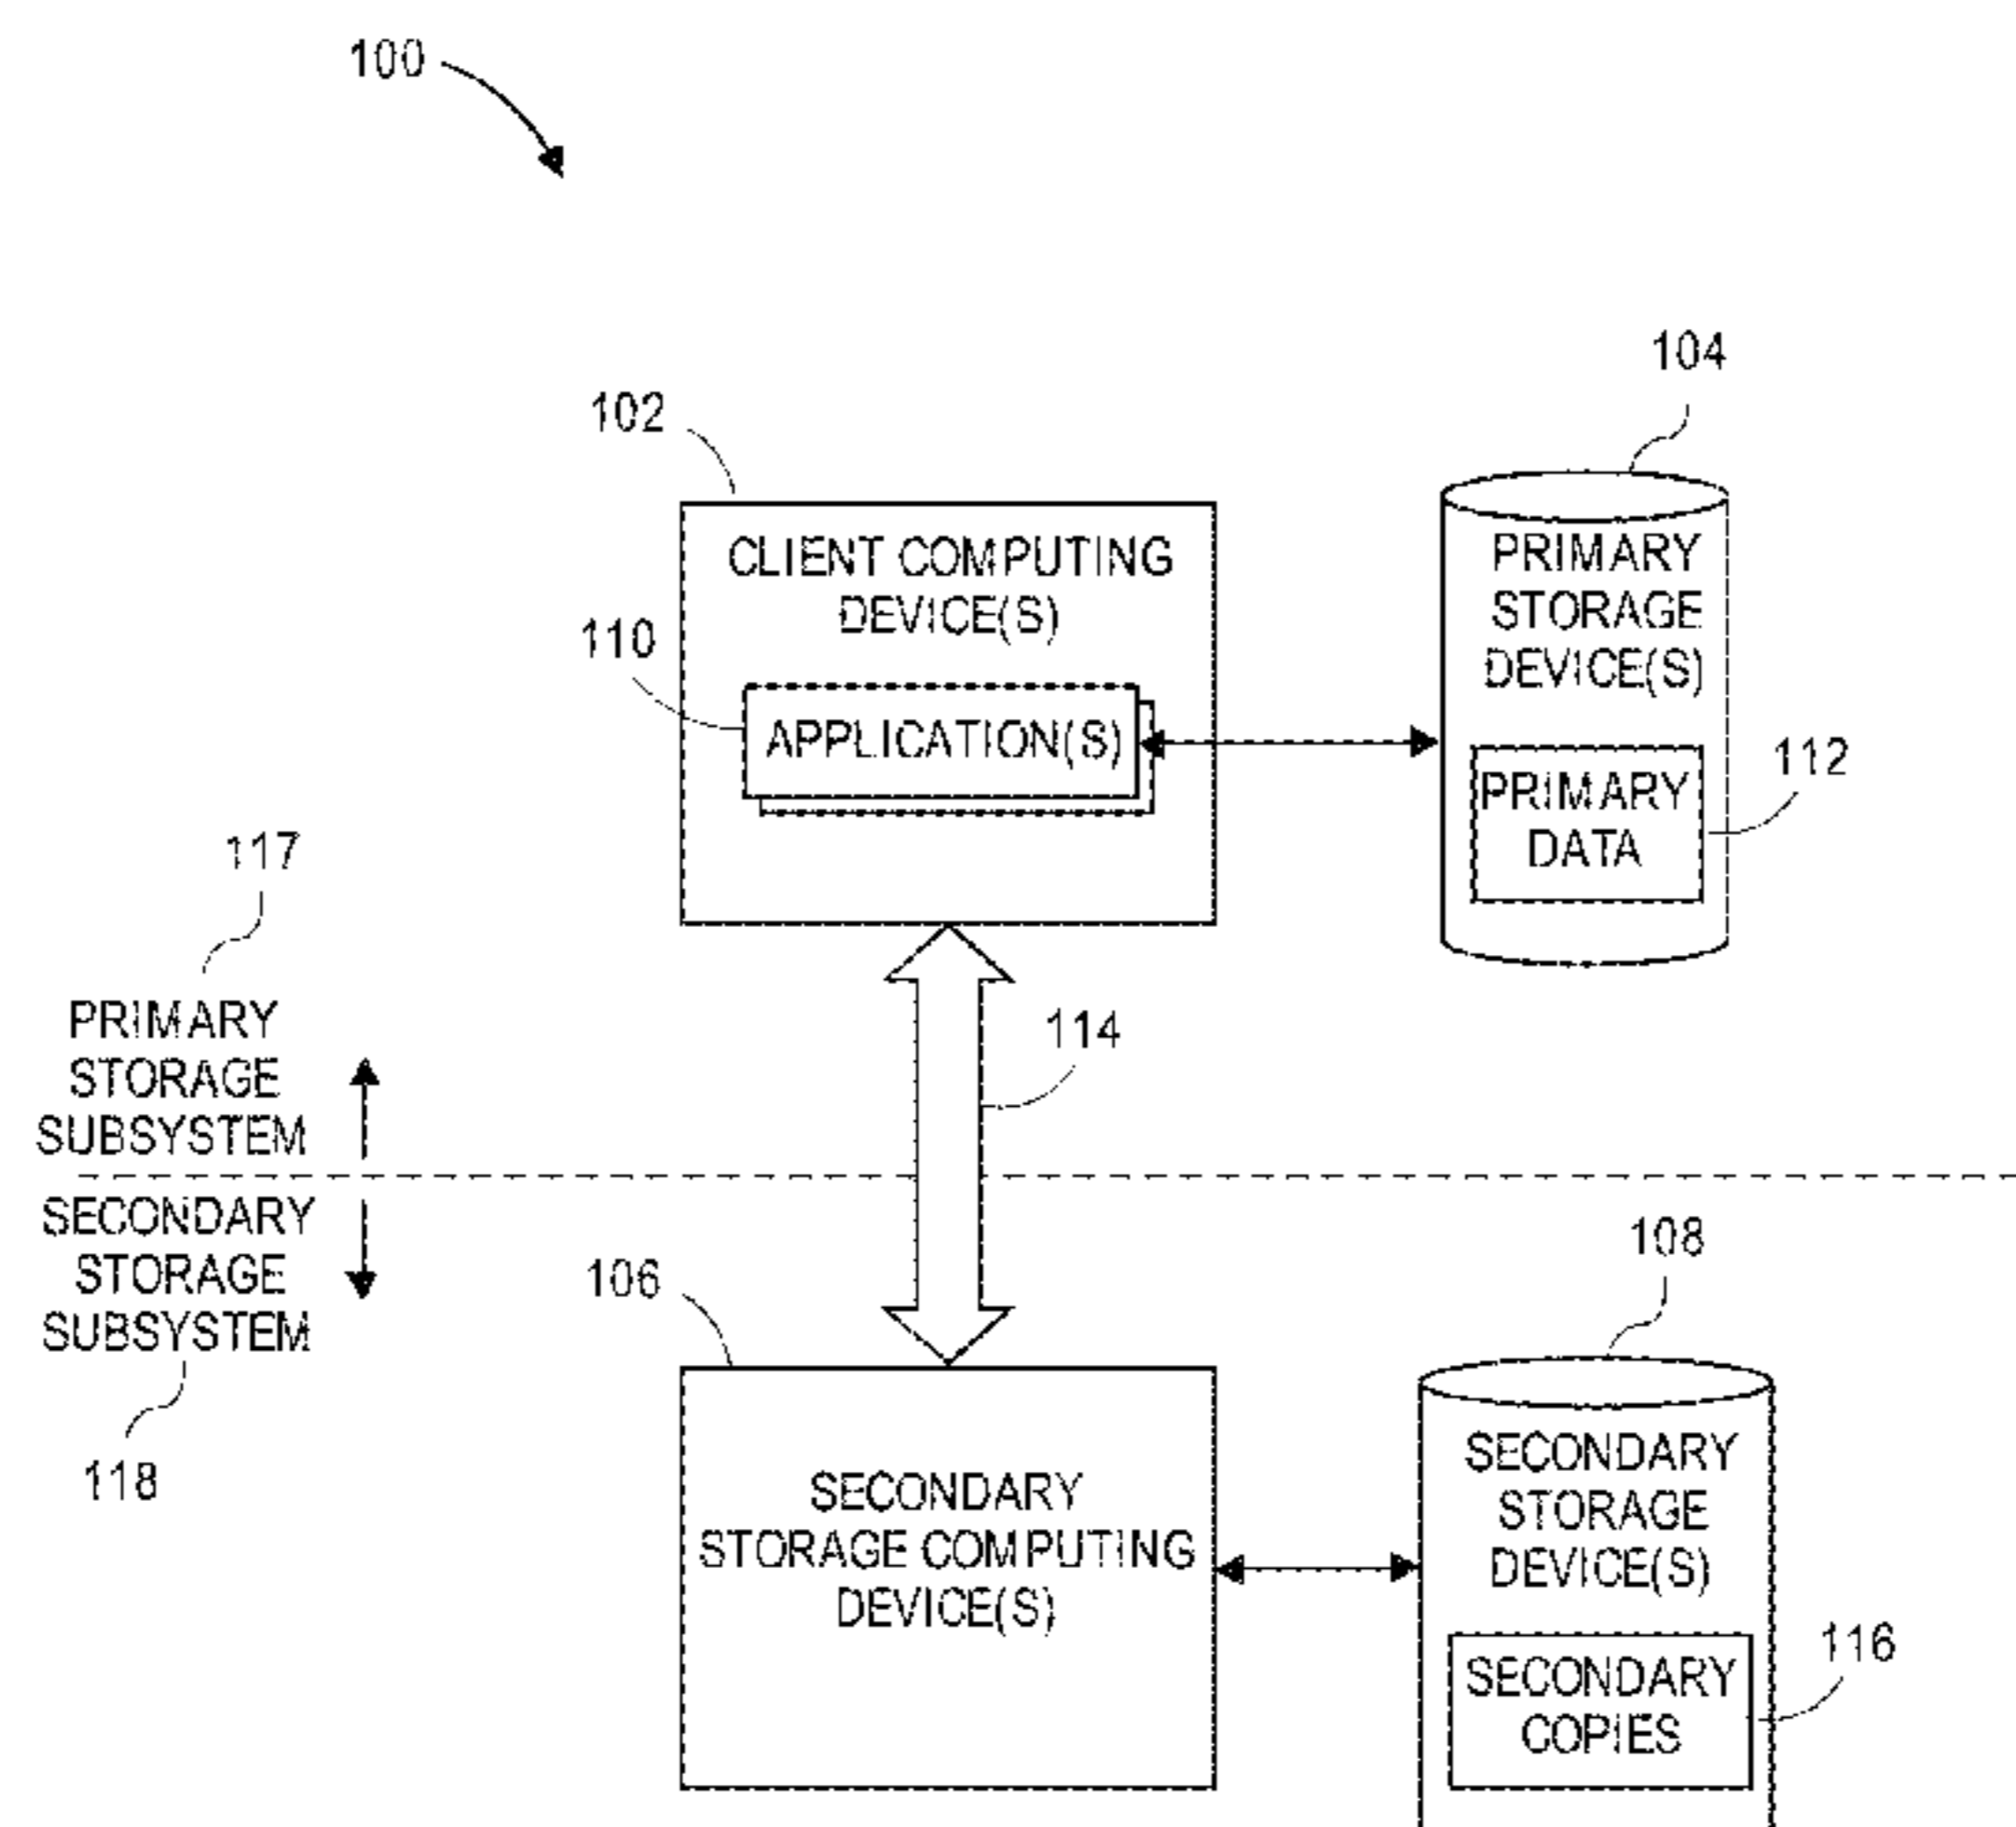 100
104
102
CLIENT COMPUTING
DEVICE(S)
110
APPLICATION(S)
PRIMARY
STORAGE
DEVICE(S)
PRIMARY
DATA
112
117
PRIMARY
STORAGE
SUBSYSTEM
114
SECONDARY
STORAGE
SUBSYSTEM
118
106
108
SECONDARY
STORAGE COMPUTING
DEVICE(S)
SECONDARY
STORAGE
DEVICE(S)
SECONDARY
COPIES
116